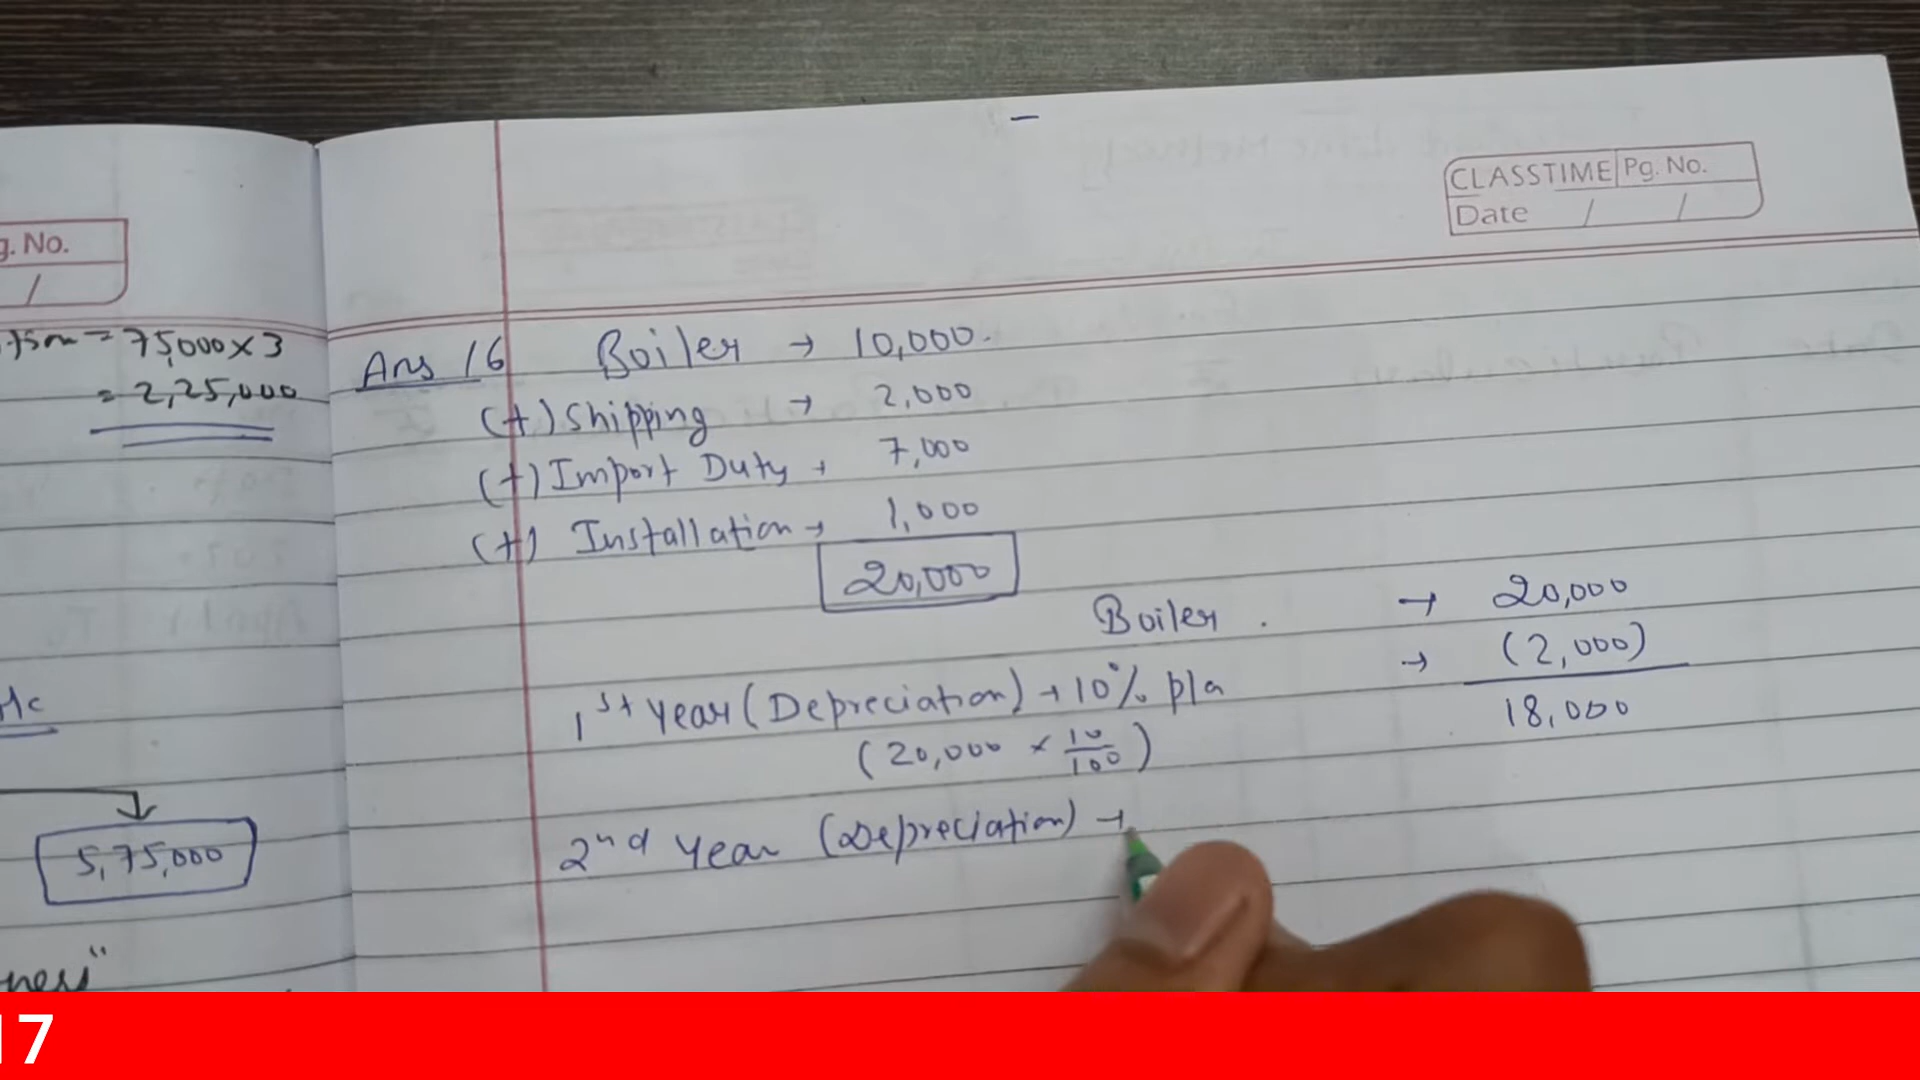 g. No.
/
= 75,000 x 3
= 2,25,000
5,75,000
CLASSTIME Pg. No.
Date / /
Ans 16 Boiler → 10,000.
(+) Shipping → 2,000
(+) Import Duty → 7,000
(+) Installation → 1,000
20,000
Boiler . → 20,000
1st year (Depreciation) → 10% p/a → (2,000)
(20,000 × 10/100) 18,000
2nd year (Depreciation) →
17